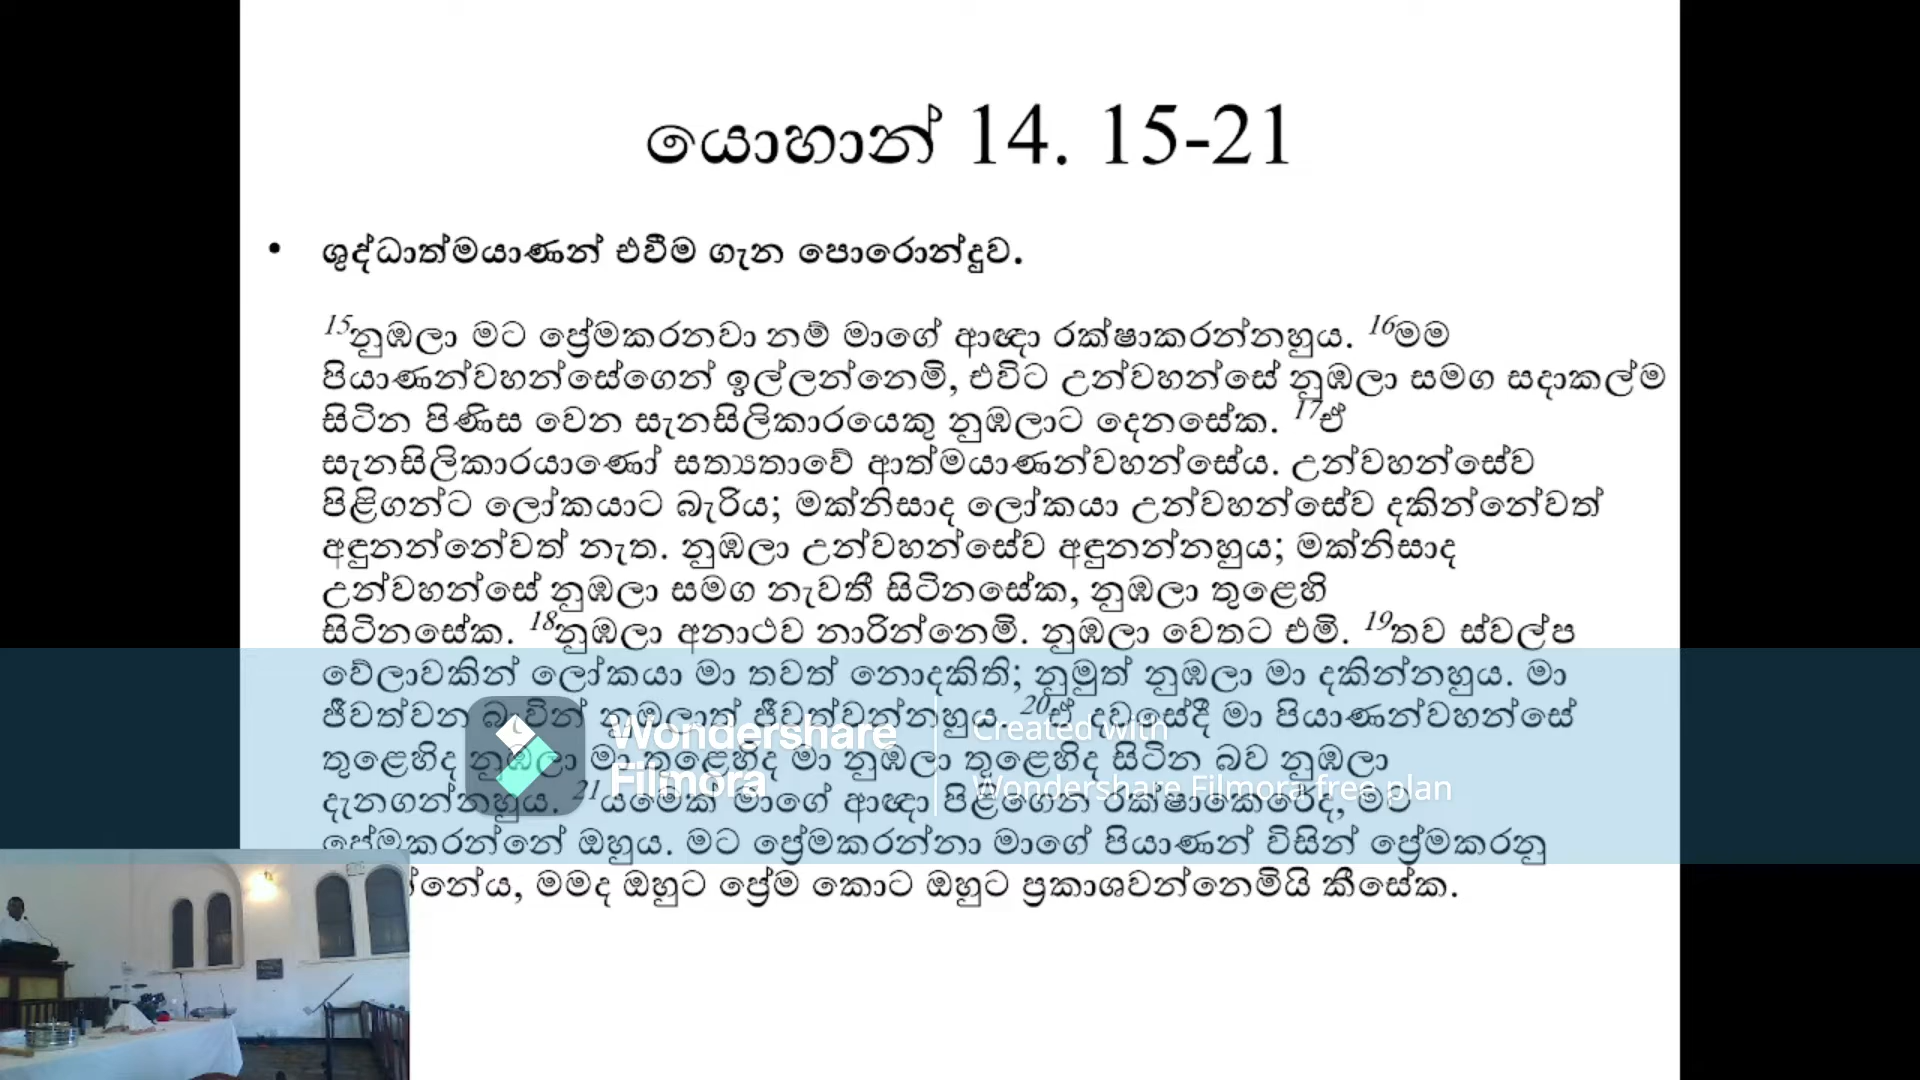 යොහාන් 14. 15-21
• ශුද්ධාත්මයාණන් එවීම ගැන පොරොන්දුව.
15නුඹලා මට ප්‍රේමකරනවා නම් මාගේ ආඥා රක්ෂාකරන්නහුය. 16මම
පියාණන්වහන්සේගෙන් ඉල්ලන්නෙමි, එවිට උන්වහන්සේ නුඹලා සමග සදාකල්ම
සිටින පිණිස වෙන සැනසිලිකාරයෙකු නුඹලාට දෙනසේක. 17ඒ
සැනසිලිකාරයාණෝ සත්‍යතාවේ ආත්මයාණන්වහන්සේය. උන්වහන්සේව
පිළිගන්ට ලෝකයාට බැරිය; මක්නිසාද ලෝකයා උන්වහන්සේව දකින්නේවත්
අඳුනන්නේවත් නැත. නුඹලා උන්වහන්සේව අඳුනන්නහුය; මක්නිසාද
උන්වහන්සේ නුඹලා සමග නැවතී සිටිනසේක, නුඹලා තුළෙහි
සිටිනසේක. 18නුඹලා අනාථව නාරින්නෙමි. නුඹලා වෙතට එමි. 19තව ස්වල්ප
වේලාවකින් ලෝකයා මා තවත් නොදකිති; නුමුත් නුඹලා මා දකින්නහුය. මා
ජීවත්වන බැවින් නුඹලාත් ජීවත්වන්නහුය. 20ඒ දවසේදී මා පියාණන්වහන්සේ
තුළෙහිද නුඹලා මා තුළෙහිද මා නුඹලා තුළෙහිද සිටින බව නුඹලා
දැනගන්නහුය. 21යමෙක් මාගේ ආඥා පිළිගෙන රක්ෂාකෙරේද, මට
ප්‍රේමකරන්නේ ඔහුය. මට ප්‍රේමකරන්නා මාගේ පියාණන් විසින් ප්‍රේමකරනු
මමද ඔහුට ප්‍රේම කොට ඔහුට ප්‍රකාශවන්නෙමියි කීසේක.
Wondershare
Filmora
Created with
Wondershare Filmora free plan